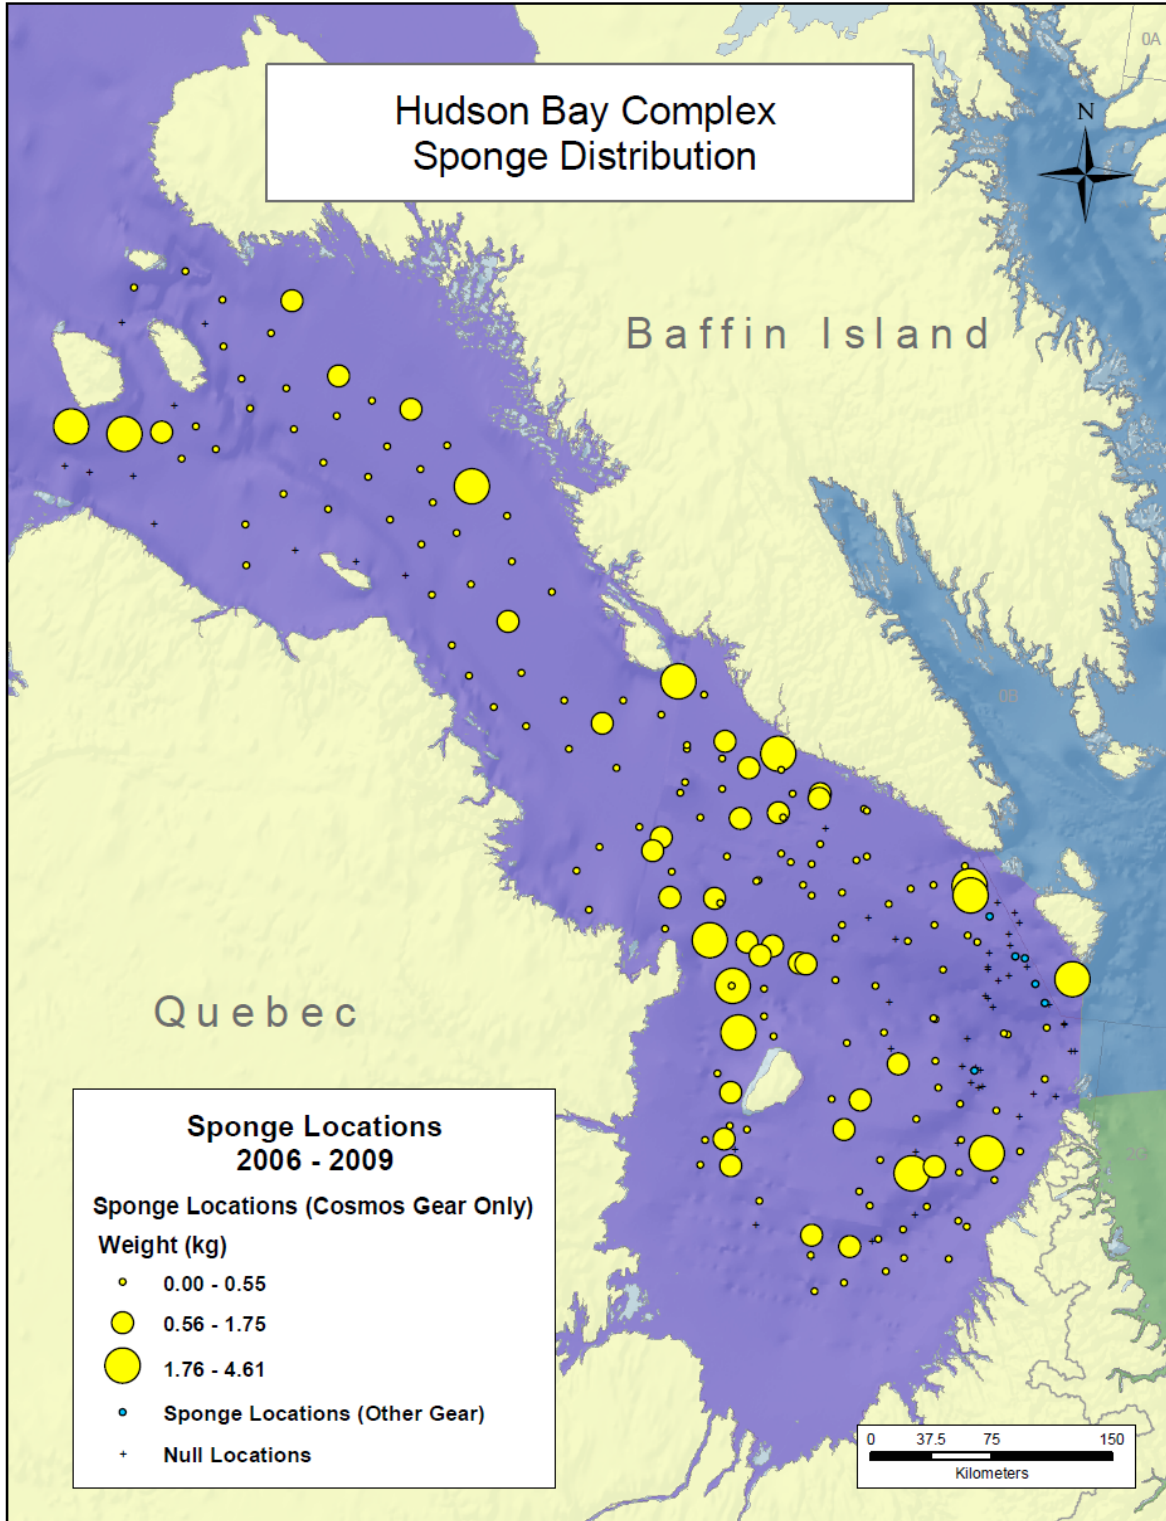 Hudson Bay Complex
Sponge Distribution
0A
N
Baffin Island
0B
Quebec
2G
Sponge Locations
2006 - 2009
Sponge Locations (Cosmos Gear Only)
Weight (kg)
0.00 - 0.55
0.56 - 1.75
1.76 - 4.61
Sponge Locations (Other Gear)
Null Locations
0 37.5 75 150
Kilometers